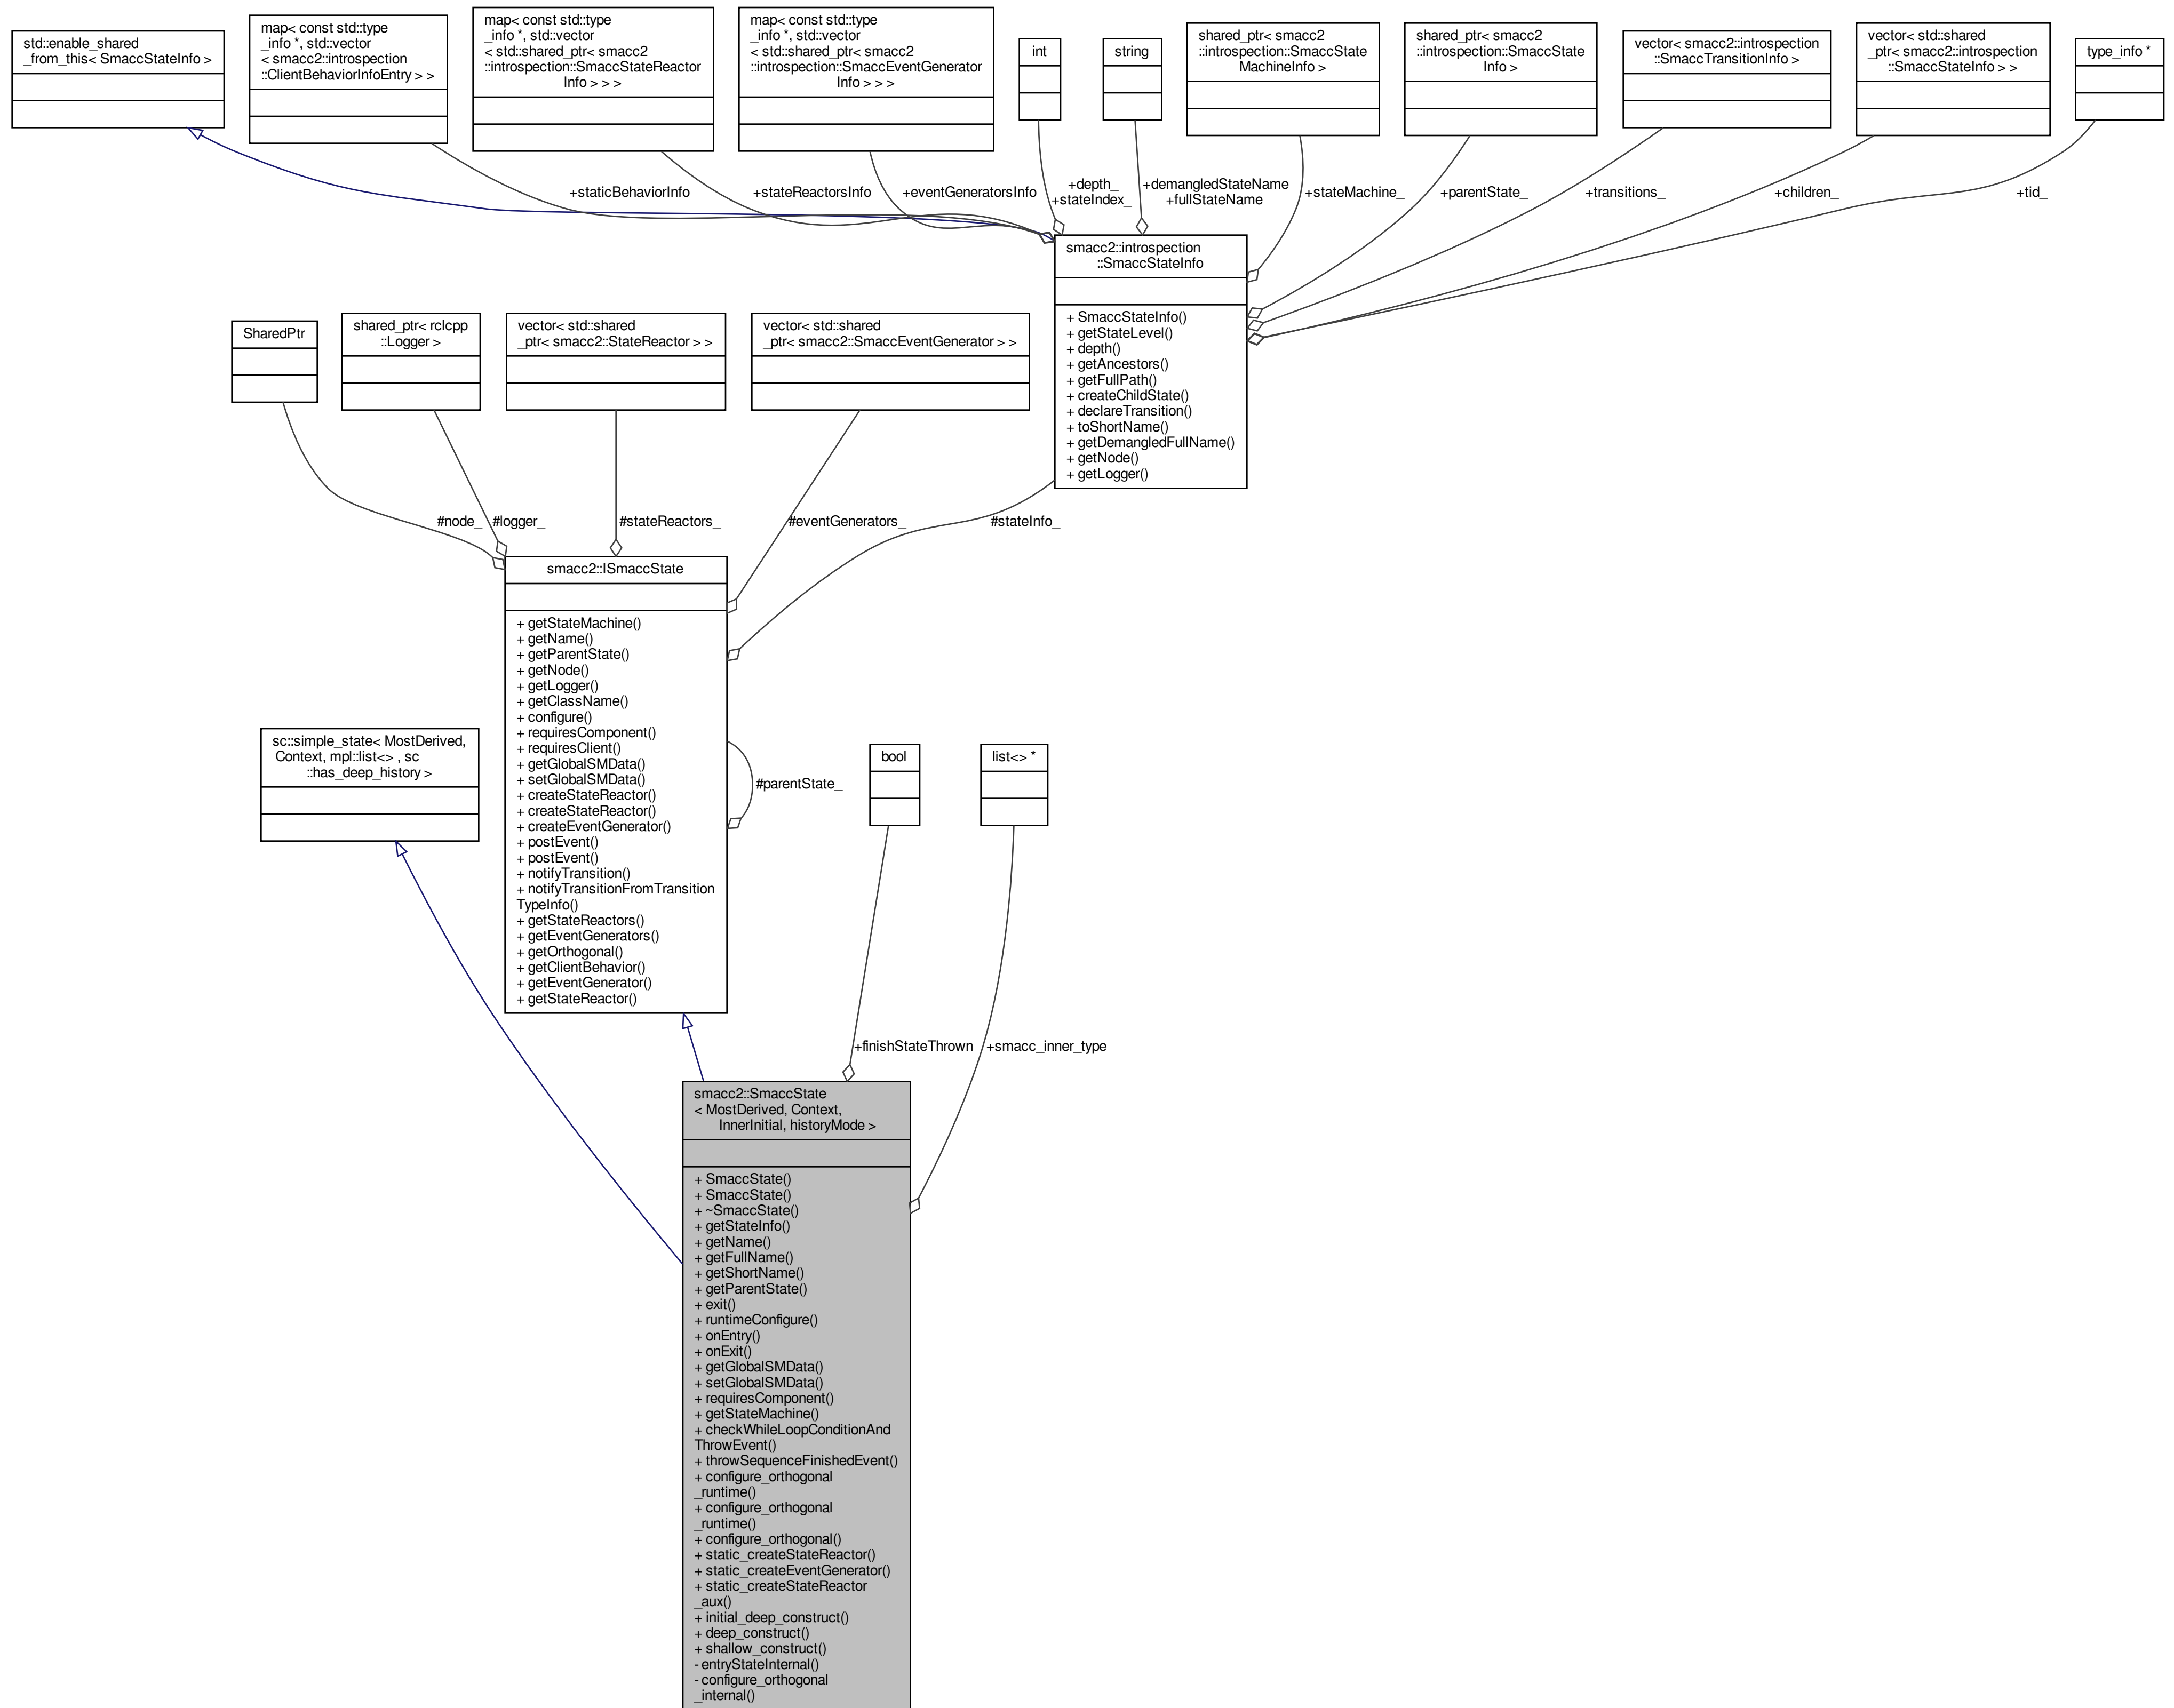 std::enable_shared
_from_this< SmaccStateInfo >
map< const std::type
_info *, std::vector
< smacc2::introspection
::ClientBehaviorInfoEntry > >
map< const std::type
_info *, std::vector
< std::shared_ptr< smacc2
::introspection::SmaccStateReactor
Info > > >
map< const std::type
_info *, std::vector
< std::shared_ptr< smacc2
::introspection::SmaccEventGenerator
Info > > >
int
string
shared_ptr< smacc2
::introspection::SmaccState
MachineInfo >
shared_ptr< smacc2
::introspection::SmaccState
Info >
vector< smacc2::introspection
::SmaccTransitionInfo >
vector< std::shared
_ptr< smacc2::introspection
::SmaccStateInfo > >
type_info *
+staticBehaviorInfo
+stateReactorsInfo
+eventGeneratorsInfo
+depth_
+stateIndex_
+demangledStateName
+fullStateName
+stateMachine_
+parentState_
+transitions_
+children_
+tid_
smacc2::introspection
::SmaccStateInfo
+ SmaccStateInfo()
+ getStateLevel()
+ depth()
+ getAncestors()
+ getFullPath()
+ createChildState()
+ declareTransition()
+ toShortName()
+ getDemangledFullName()
+ getNode()
+ getLogger()
SharedPtr
shared_ptr< rclcpp
::Logger >
vector< std::shared
_ptr< smacc2::StateReactor > >
vector< std::shared
_ptr< smacc2::SmaccEventGenerator > >
#node_
#logger_
#stateReactors_
#eventGenerators_
#stateInfo_
smacc2::ISmaccState
+ getStateMachine()
+ getName()
+ getParentState()
+ getNode()
+ getLogger()
+ getClassName()
+ configure()
+ requiresComponent()
+ requiresClient()
+ getGlobalSMData()
+ setGlobalSMData()
+ createStateReactor()
+ createStateReactor()
+ createEventGenerator()
+ postEvent()
+ postEvent()
+ notifyTransition()
+ notifyTransitionFromTransition
TypeInfo()
+ getStateReactors()
+ getEventGenerators()
+ getOrthogonal()
+ getClientBehavior()
+ getEventGenerator()
+ getStateReactor()
#parentState_
sc::simple_state< MostDerived,
Context, mpl::list<> , sc
::has_deep_history >
bool
list<> *
+finishStateThrown
+smacc_inner_type
smacc2::SmaccState
< MostDerived, Context,
InnerInitial, historyMode >
+ SmaccState()
+ SmaccState()
+ ~SmaccState()
+ getStateInfo()
+ getName()
+ getFullName()
+ getShortName()
+ getParentState()
+ exit()
+ runtimeConfigure()
+ onEntry()
+ onExit()
+ getGlobalSMData()
+ setGlobalSMData()
+ requiresComponent()
+ getStateMachine()
+ checkWhileLoopConditionAnd
ThrowEvent()
+ throwSequenceFinishedEvent()
+ configure_orthogonal
_runtime()
+ configure_orthogonal
_runtime()
+ configure_orthogonal()
+ static_createStateReactor()
+ static_createEventGenerator()
+ static_createStateReactor
_aux()
+ initial_deep_construct()
+ deep_construct()
+ shallow_construct()
- entryStateInternal()
- configure_orthogonal
_internal()